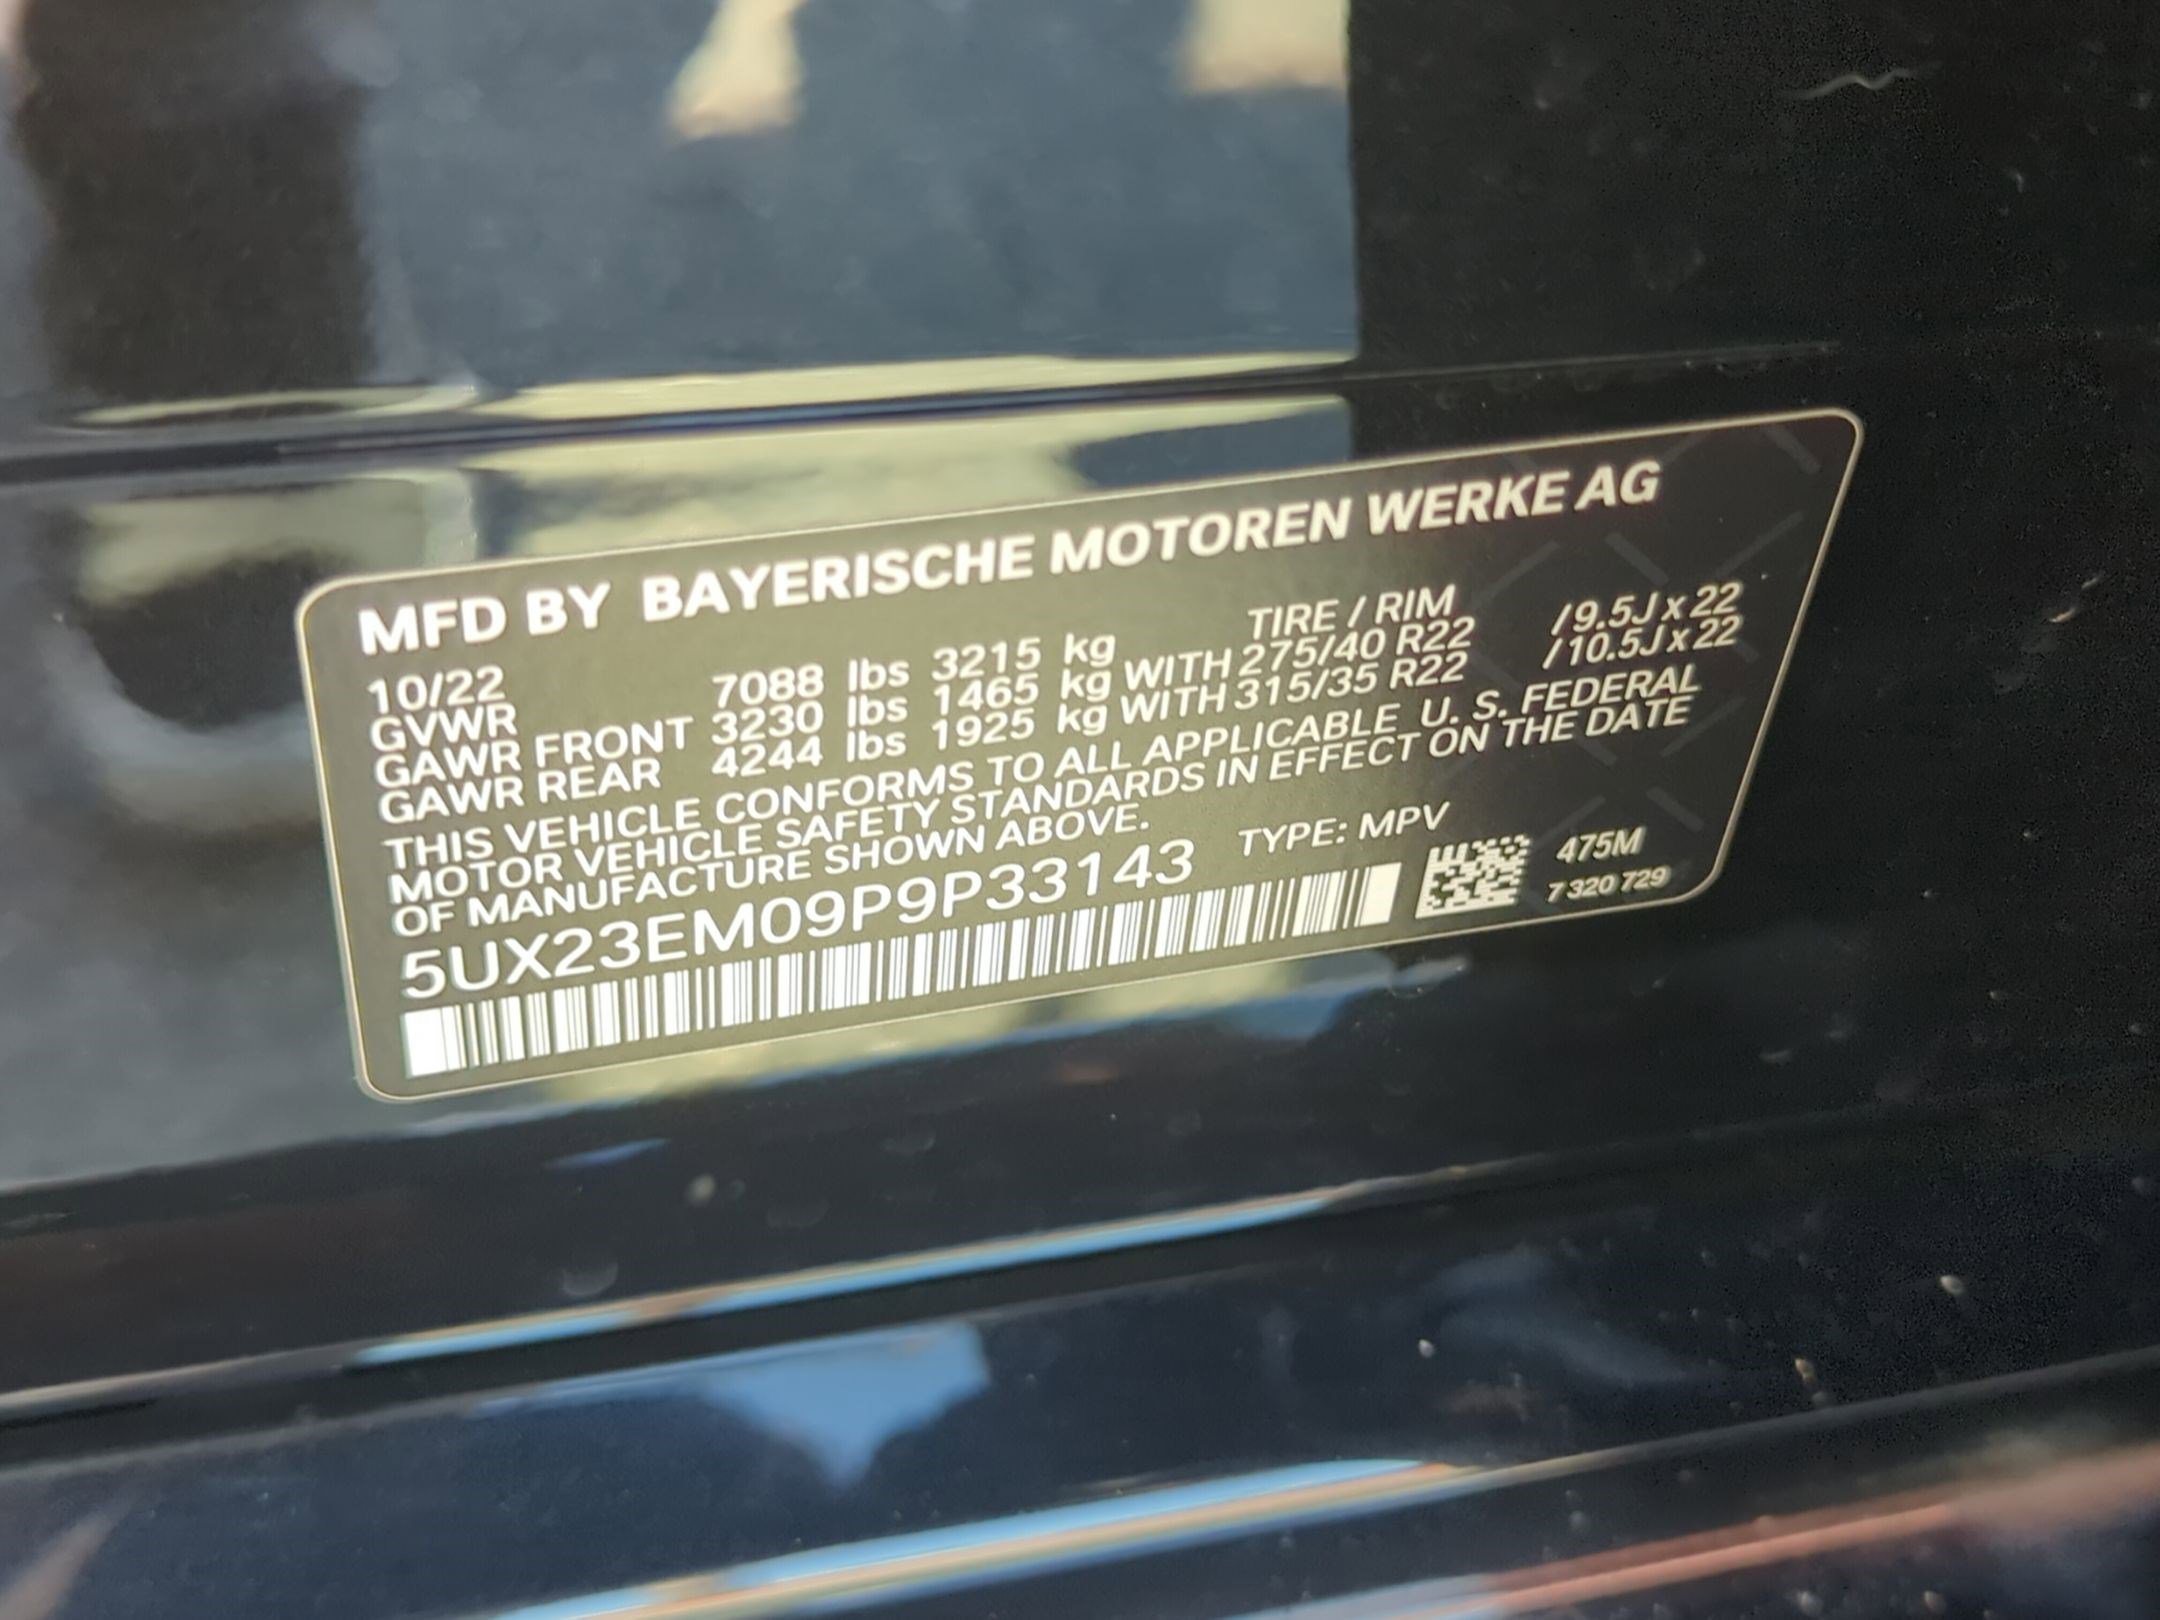 MFD BY BAYERISCHE MOTOREN WERKE AG
10/22 TIRE / RIM
GVWR 7088 lbs 3215 kg
GAWR FRONT 3230 lbs 1465 kg WITH 275/40 R22 /9.5J x 22
GAWR REAR 4244 lbs 1925 kg WITH 315/35 R22 /10.5J x 22
THIS VEHICLE CONFORMS TO ALL APPLICABLE U. S. FEDERAL
MOTOR VEHICLE SAFETY STANDARDS IN EFFECT ON THE DATE
OF MANUFACTURE SHOWN ABOVE.
5UX23EM09P9P33143 TYPE: MPV
475M
7 320 729